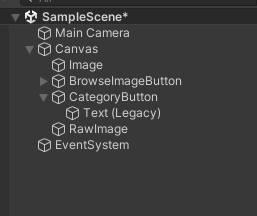 SampleScene*
Main Camera
Canvas
Image
BrowseImageButton
CategoryButton
Text (Legacy)
RawImage
EventSystem